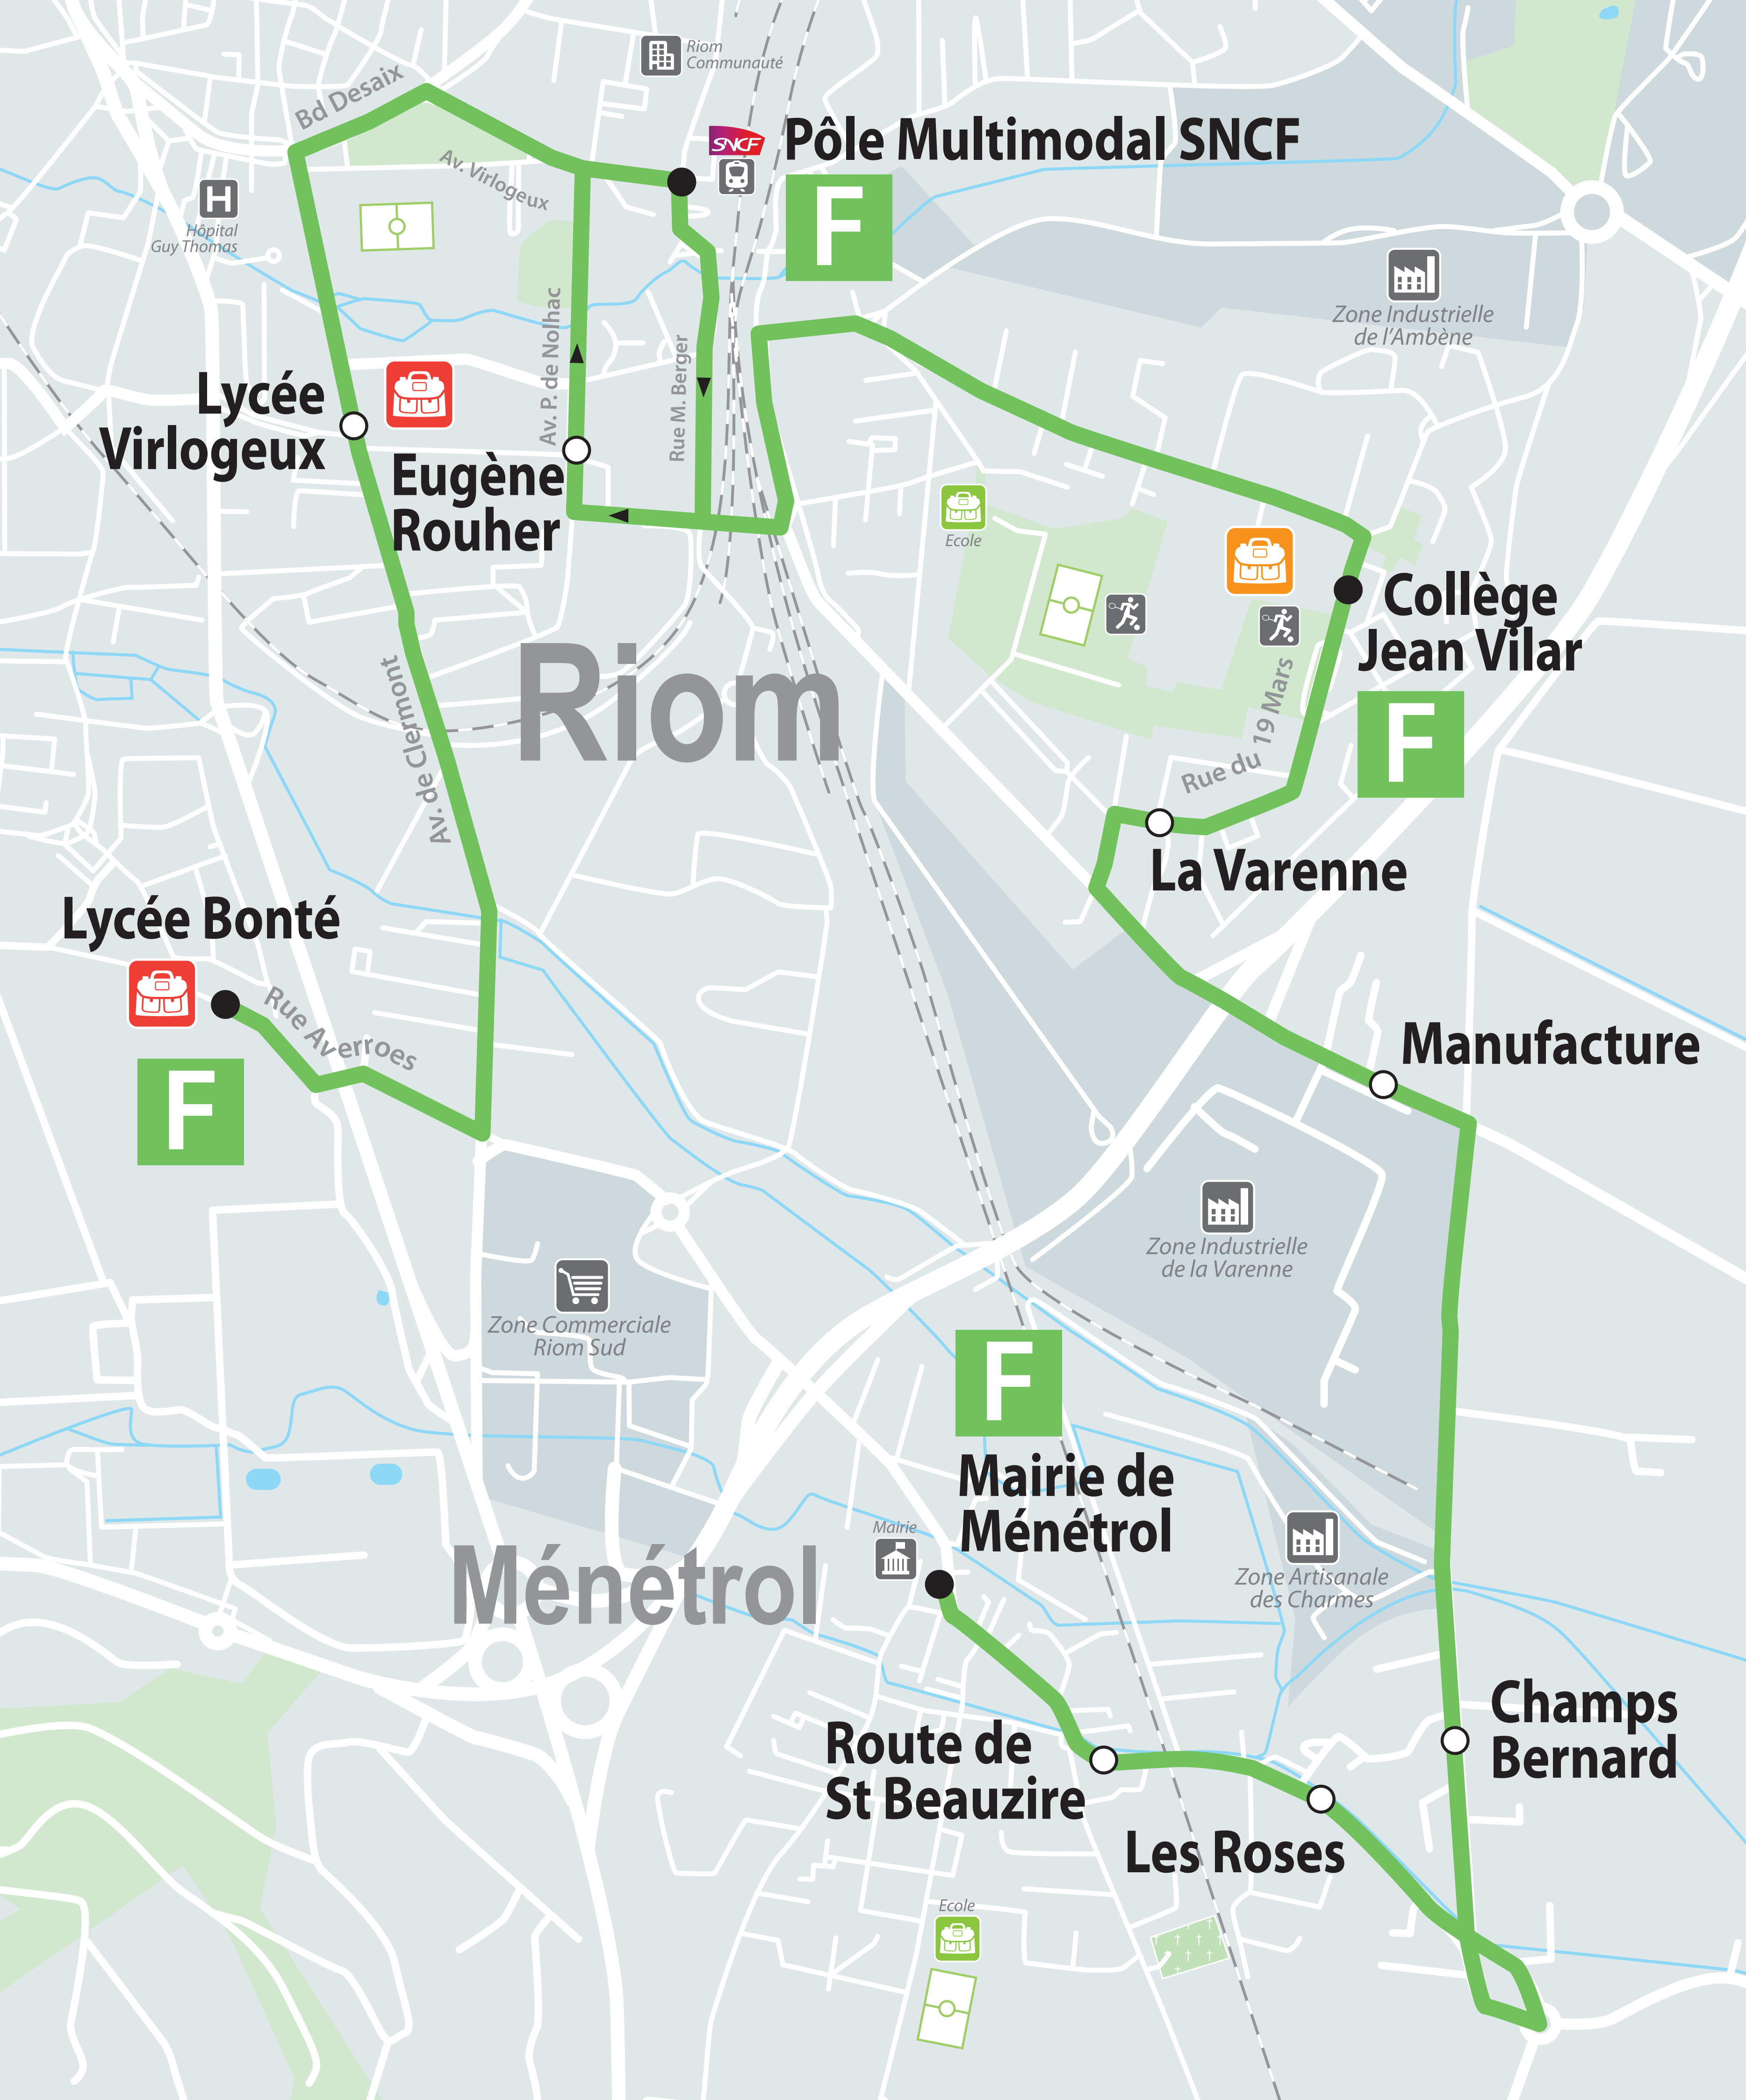 Riom
Communauté
Bd Desaix
SNCF
Pôle Multimodal SNCF
F
Av. Virlogeux
H
Hôpital
Guy Thomas
Zone Industrielle
de l'Ambène
Av. P. de Nolhac
Rue M. Berger
Lycée
Virlogeux
Eugène
Rouher
Ecole
Collège
Jean Vilar
F
Riom
Av. de Clermont
Rue du 19 Mars
La Varenne
Lycée Bonté
Rue Averroes
F
Manufacture
Zone Industrielle
de la Varenne
Zone Commerciale
Riom Sud
F
Mairie de
Ménétrol
Mairie
Ménétrol
Zone Artisanale
des Charmes
Champs
Bernard
Route de
St Beauzire
Les Roses
Ecole